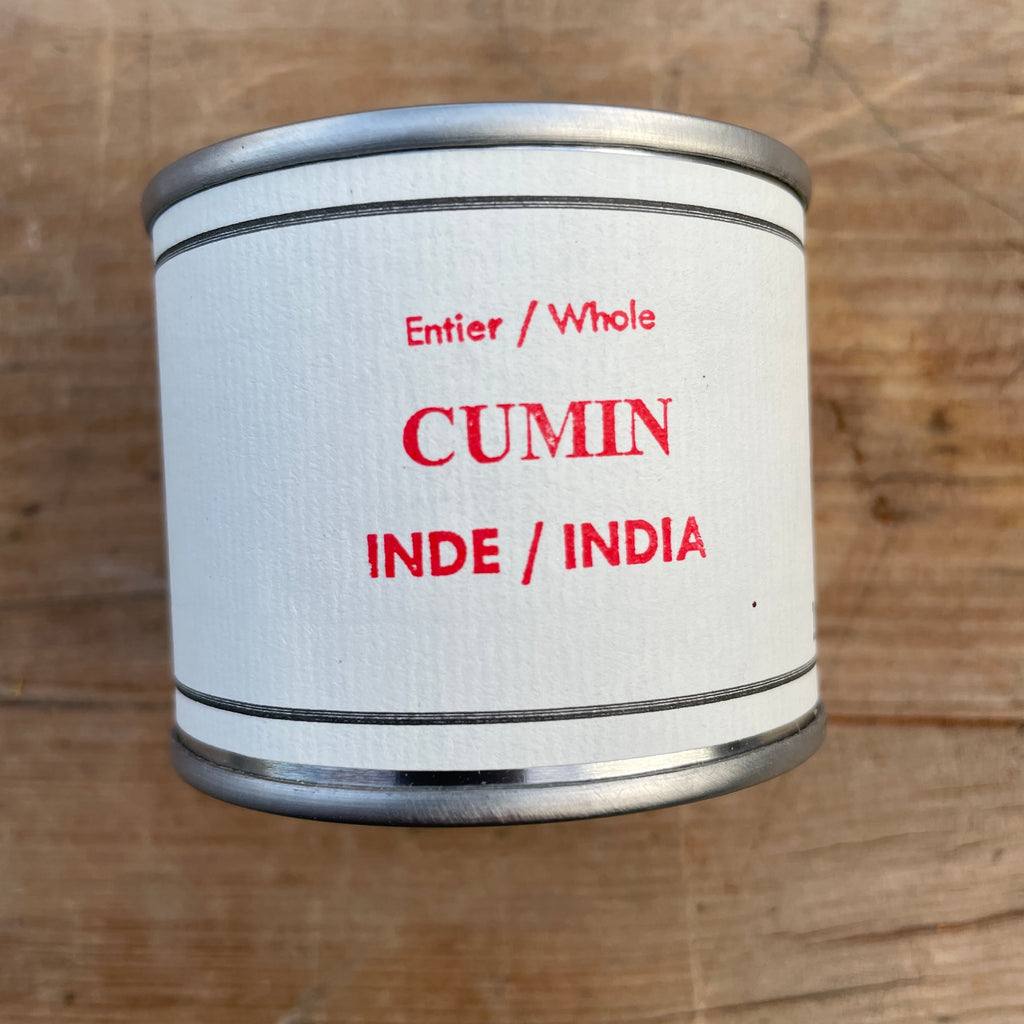 Entier / Whole
CUMIN
INDE / INDIA